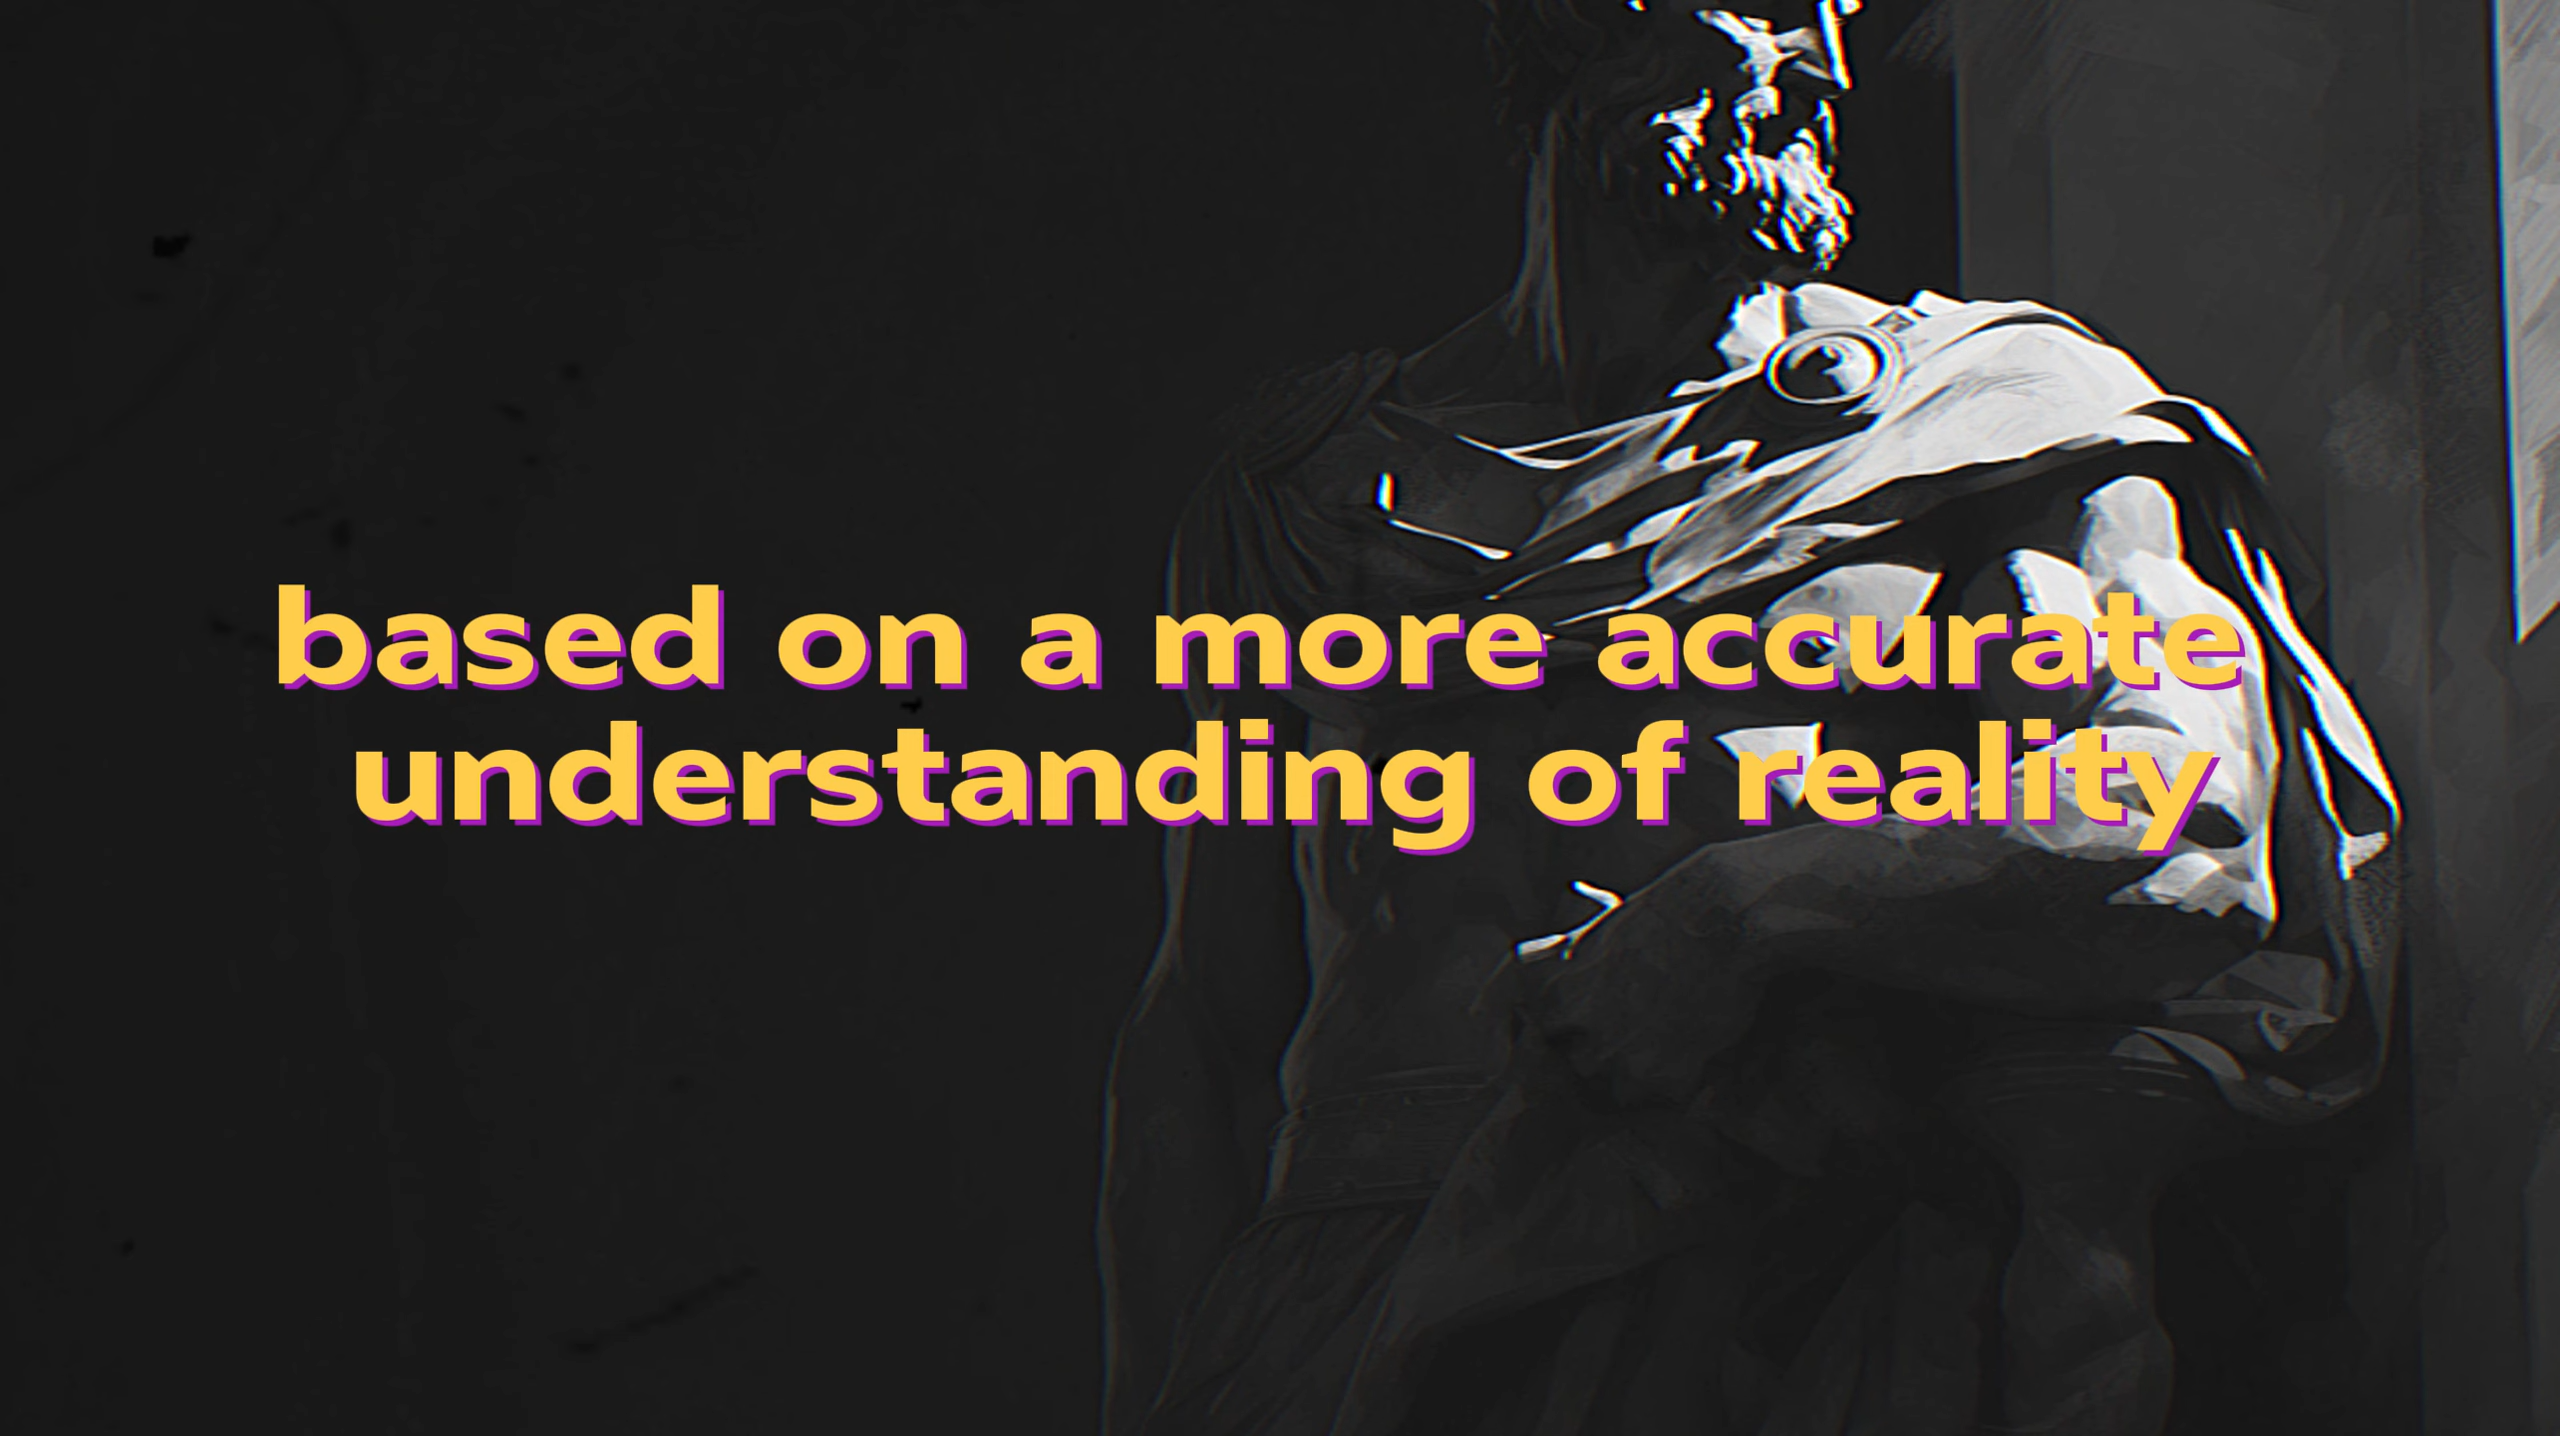 based on a more accurate
understanding of reality